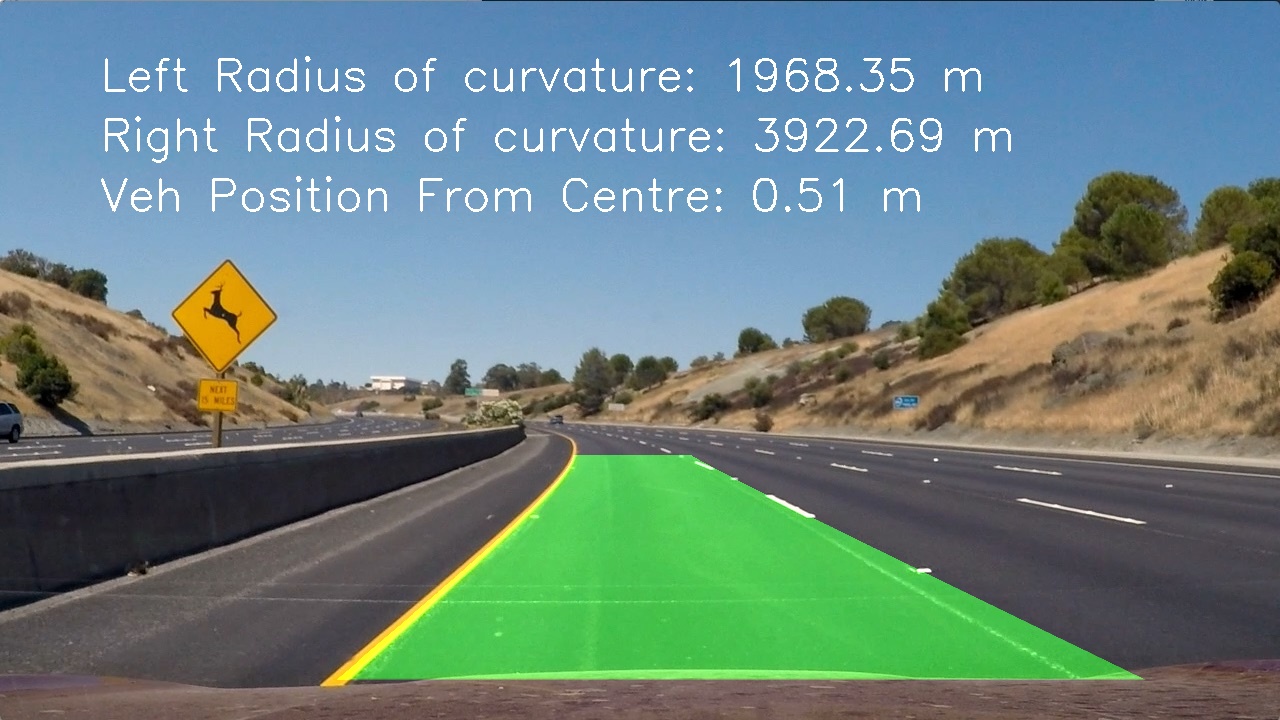 Left Radius of curvature: 1968.35 m
Right Radius of curvature: 3922.69 m
Veh Position From Centre: 0.51 m
NEXT
15 MILES